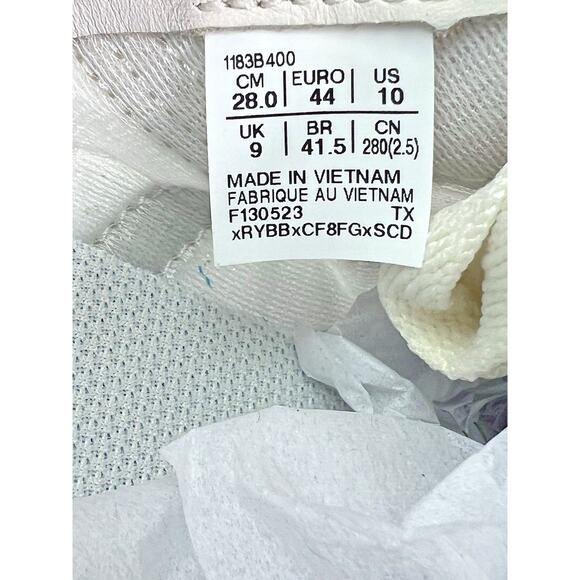 1183B400
CM EURO US
28.0 44 10
UK BR CN
9 41.5 280(2.5)
MADE IN VIETNAM
FABRIQUE AU VIETNAM
F130523 TX
xRYBBxCF8FGxSCD